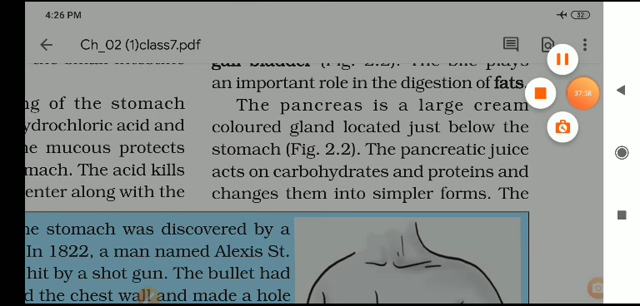 4:26 PM
32
Ch_02 (1)class7.pdf
an important role in the digestion of fats
ng of the stomach
ydrochloric acid and
e mucous protects
mach. The acid kills
enter along with the
The pancreas is a large cream
coloured gland located just below the
stomach (Fig. 2.2). The pancreatic juice
acts on carbohydrates and proteins and
changes them into simpler forms. The
he stomach was discovered by a
In 1822, a man named Alexis St.
hit by a shot gun. The bullet had
d the chest wall and made a hole